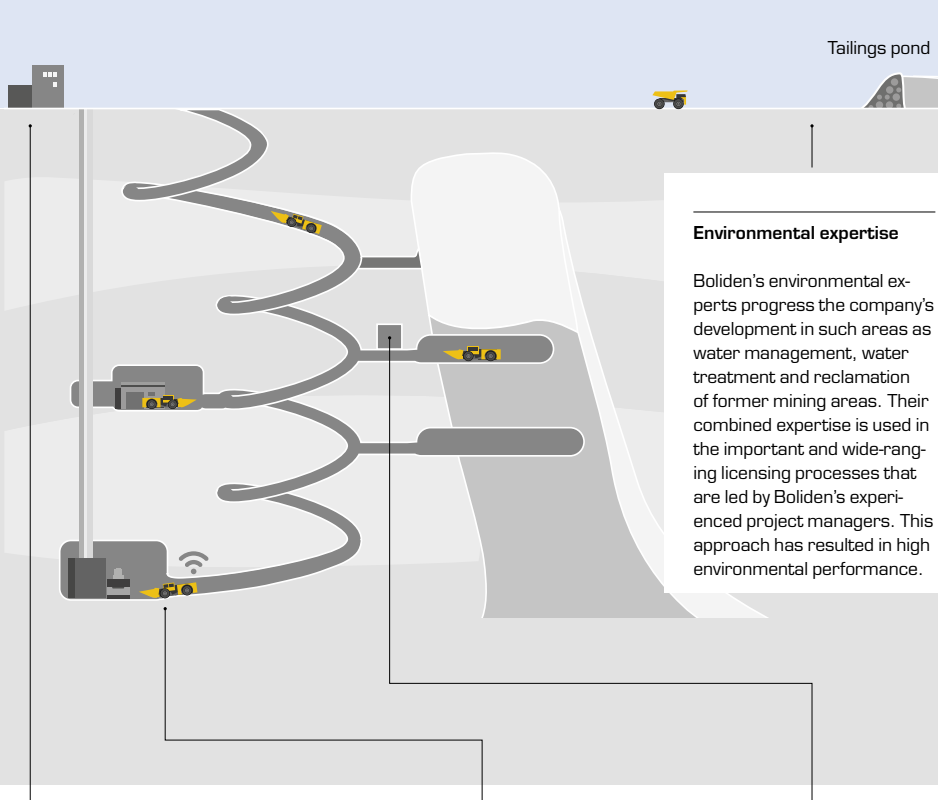 Tailings pond
Environmental expertise
Boliden's environmental ex-
perts progress the company's
development in such areas as
water management, water
treatment and reclamation
of former mining areas. Their
combined expertise is used in
the important and wide-rang-
ing licensing processes that
are led by Boliden's experi-
enced project managers. This
approach has resulted in high
environmental performance.